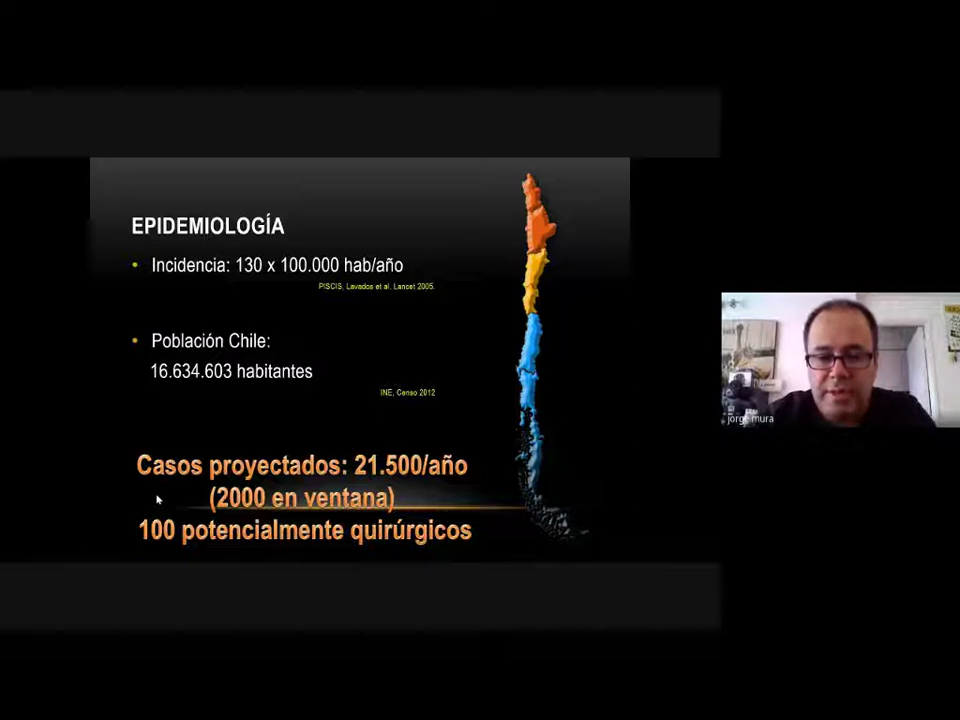 EPIDEMIOLOGÍA
• Incidencia: 130 x 100.000 hab/año
PISCIS, Lavados et al, Lancet 2005.
• Población Chile:
16.634.603 habitantes
INE, Censo 2012
Casos proyectados: 21.500/año
(2000 en ventana)
100 potencialmente quirúrgicos
jorge mura